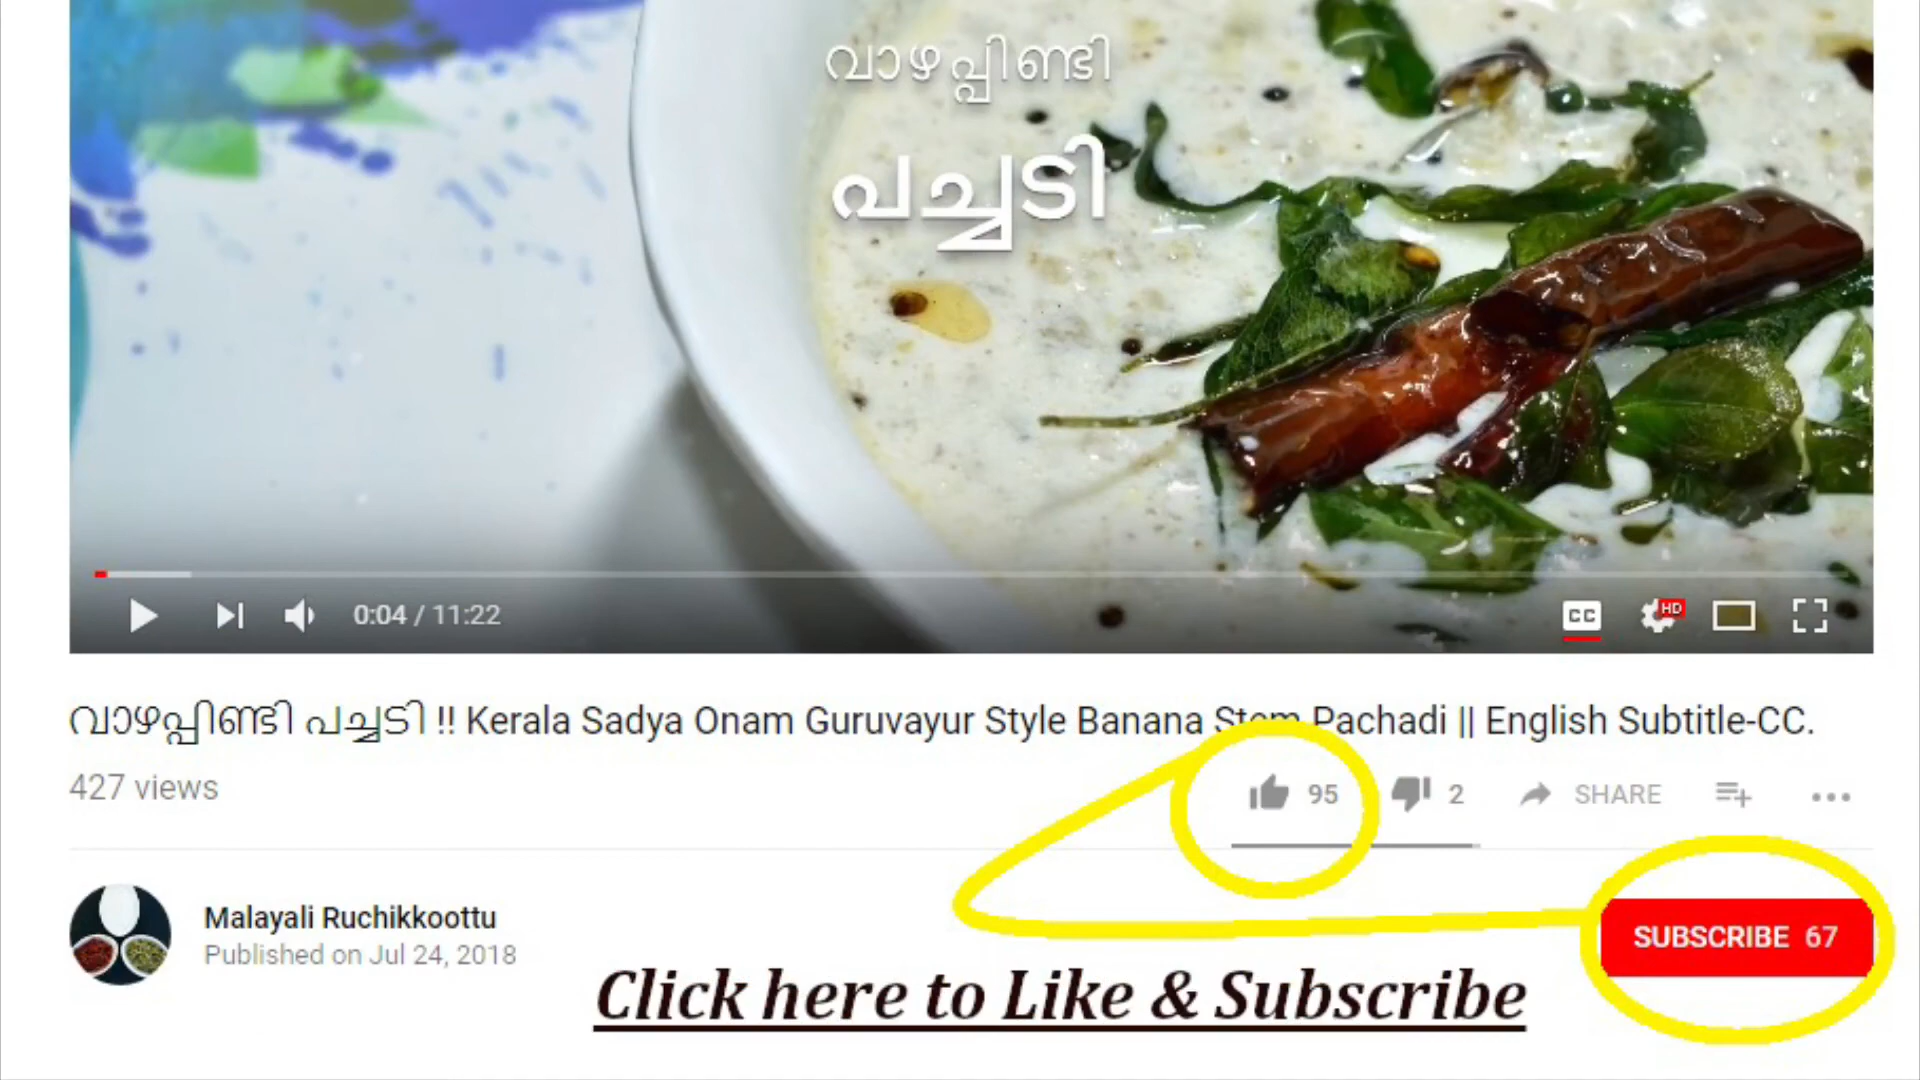 വാഴപ്പിണ്ടി
പച്ചടി
0:04 / 11:22
CC
HD
വാഴപ്പിണ്ടി പച്ചടി !! Kerala Sadya Onam Guruvayur Style Banana Stem Pachadi || English Subtitle-CC.
427 views
95
2
SHARE
Malayali Ruchikkoottu
Published on Jul 24, 2018
SUBSCRIBE 67
Click here to Like & Subscribe